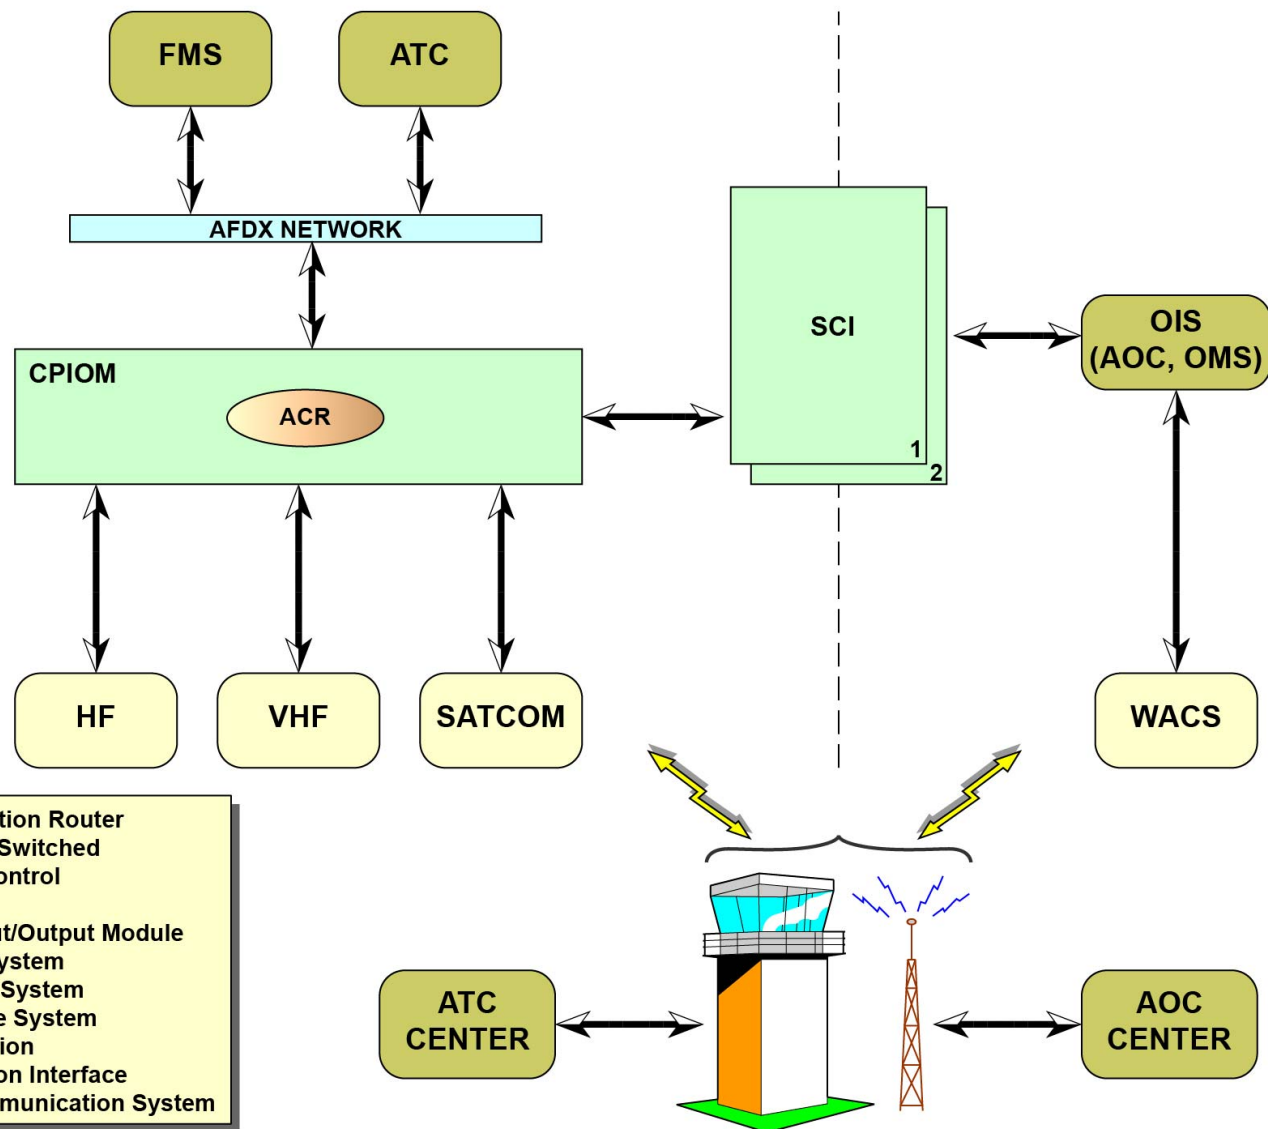 FMS
ATC
AFDX NETWORK
SCI
1
2
OIS
(AOC, OMS)
CPIOM
ACR
HF
VHF
SATCOM
WACS
tion Router
Switched
ontrol
ut/Output Module
ystem
System
e System
tion
on Interface
munication System
ATC
CENTER
AOC
CENTER